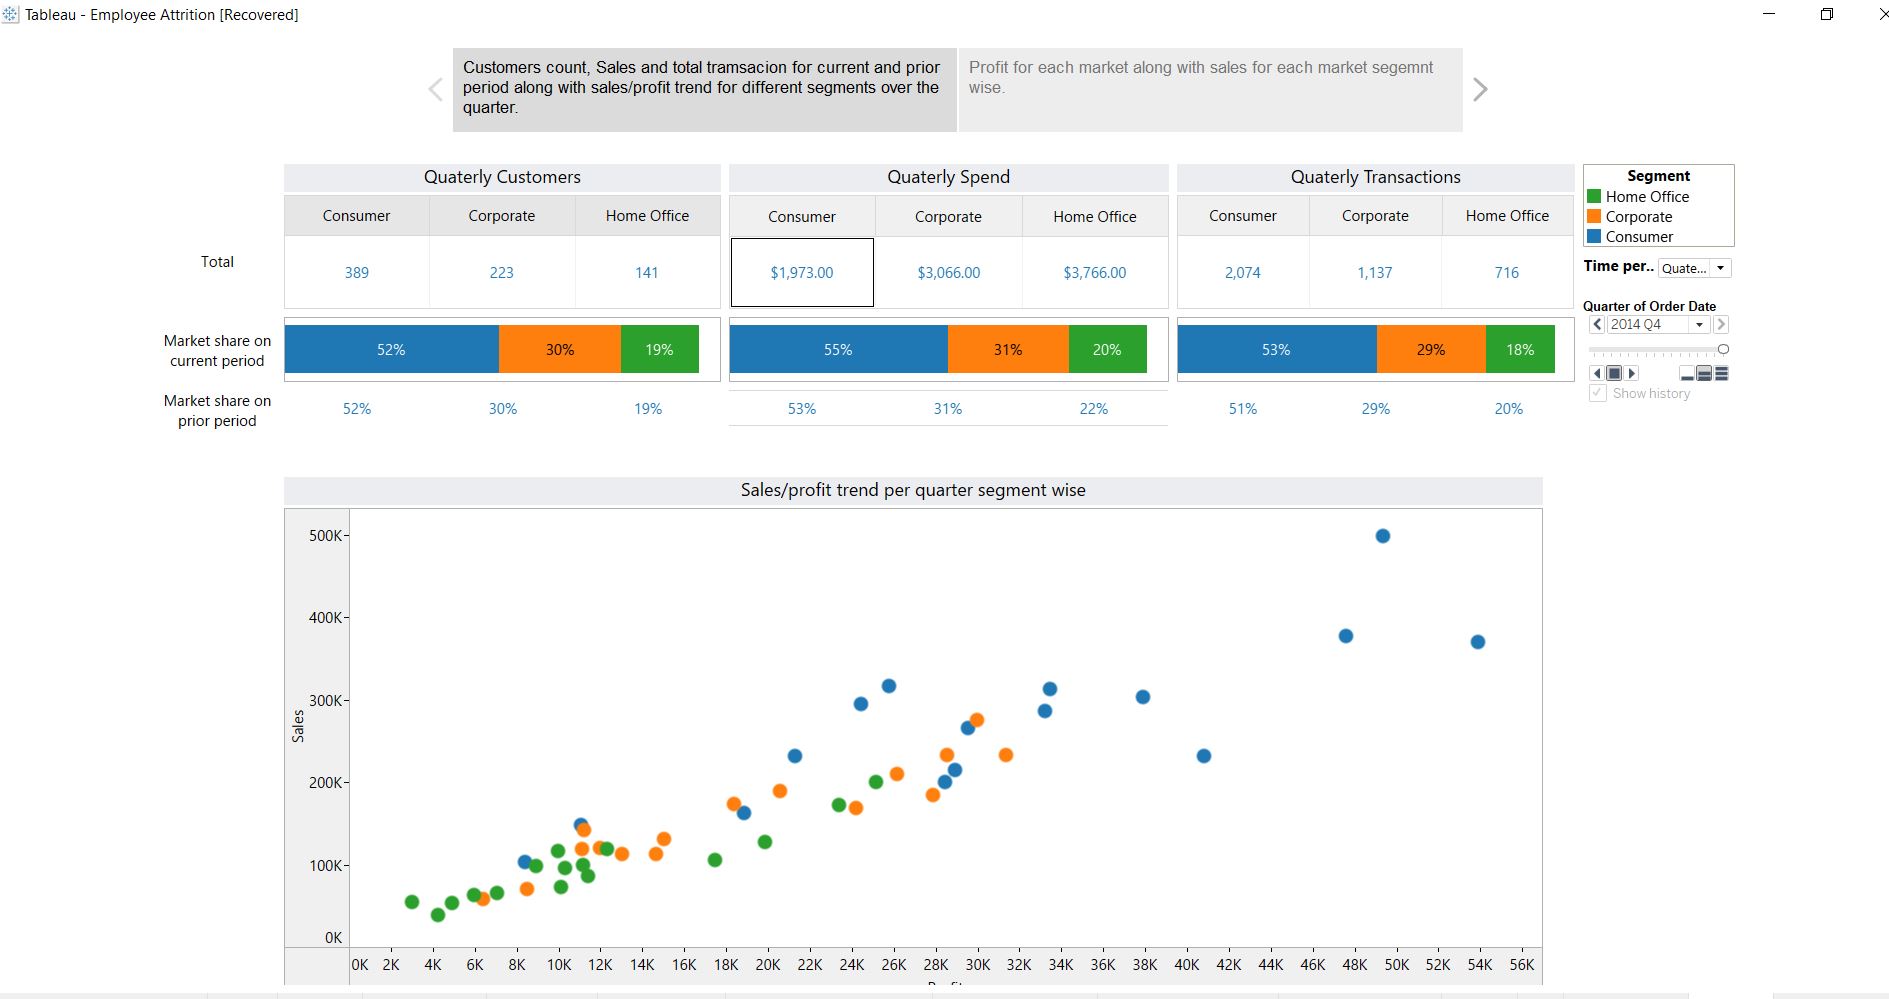 Tableau - Employee Attrition [Recovered]
Customers count, Sales and total tramsacion for current and prior
period along with sales/profit trend for different segments over the
quarter.
Profit for each market along with sales for each market segemnt
wise.
Quaterly Customers
Quaterly Spend
Quaterly Transactions
Segment
Home Office
Corporate
Consumer
Consumer Corporate Home Office
Consumer Corporate Home Office
Consumer Corporate Home Office
Total
389 223 141
$1,973.00 $3,066.00 $3,766.00
2,074 1,137 716
Time per.. Quate...
Quarter of Order Date
2014 Q4
Show history
Market share on
current period
52% 30% 19%
55% 31% 20%
53% 29% 18%
Market share on
prior period
52% 30% 19%
53% 31% 22%
51% 29% 20%
Sales/profit trend per quarter segment wise
500K
400K
300K
200K
100K
0K
Sales
0K 2K 4K 6K 8K 10K 12K 14K 16K 18K 20K 22K 24K 26K 28K 30K 32K 34K 36K 38K 40K 42K 44K 46K 48K 50K 52K 54K 56K